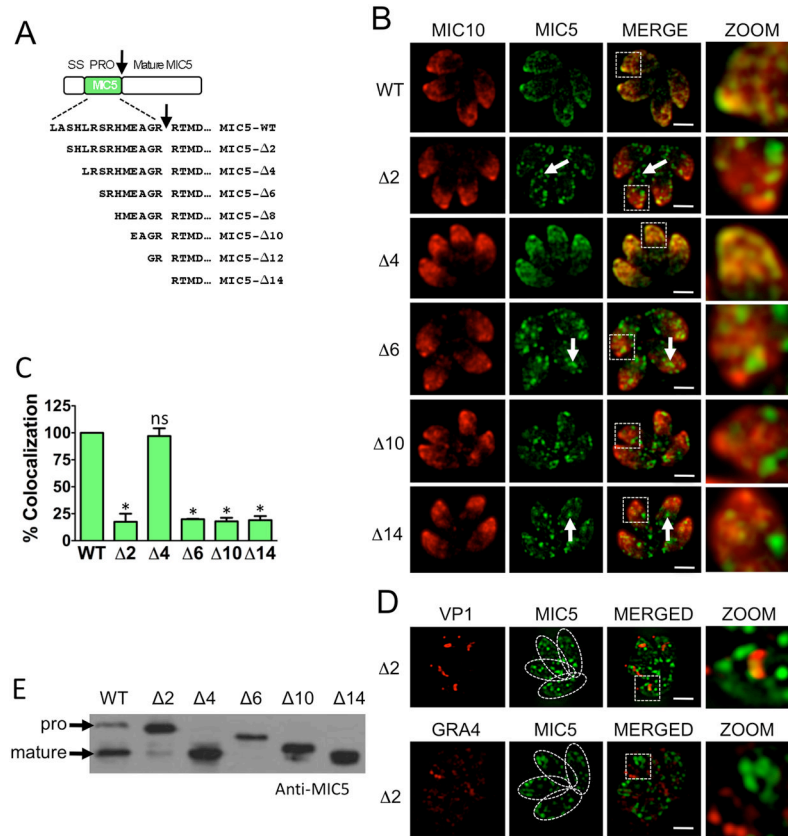 A
SS PRO Mature MIC5
MIC5
LASHLRSRHMEAGR RTMD... MIC5-WT
SHLRSRHMEAGR RTMD... MIC5-Δ2
LRSRHMEAGR RTMD... MIC5-Δ4
SRHMEAGR RTMD... MIC5-Δ6
HMEAGR RTMD... MIC5-Δ8
EAGR RTMD... MIC5-Δ10
GR RTMD... MIC5-Δ12
RTMD... MIC5-Δ14
B
MIC10 MIC5 MERGE ZOOM
WT
Δ2
Δ4
Δ6
Δ10
Δ14
C
% Colocalization
125
100
75
50
25
0
* ns * * *
WT Δ2 Δ4 Δ6 Δ10 Δ14
D
VP1 MIC5 MERGED ZOOM
Δ2
GRA4 MIC5 MERGED ZOOM
Δ2
E
WT Δ2 Δ4 Δ6 Δ10 Δ14
pro
mature
Anti-MIC5